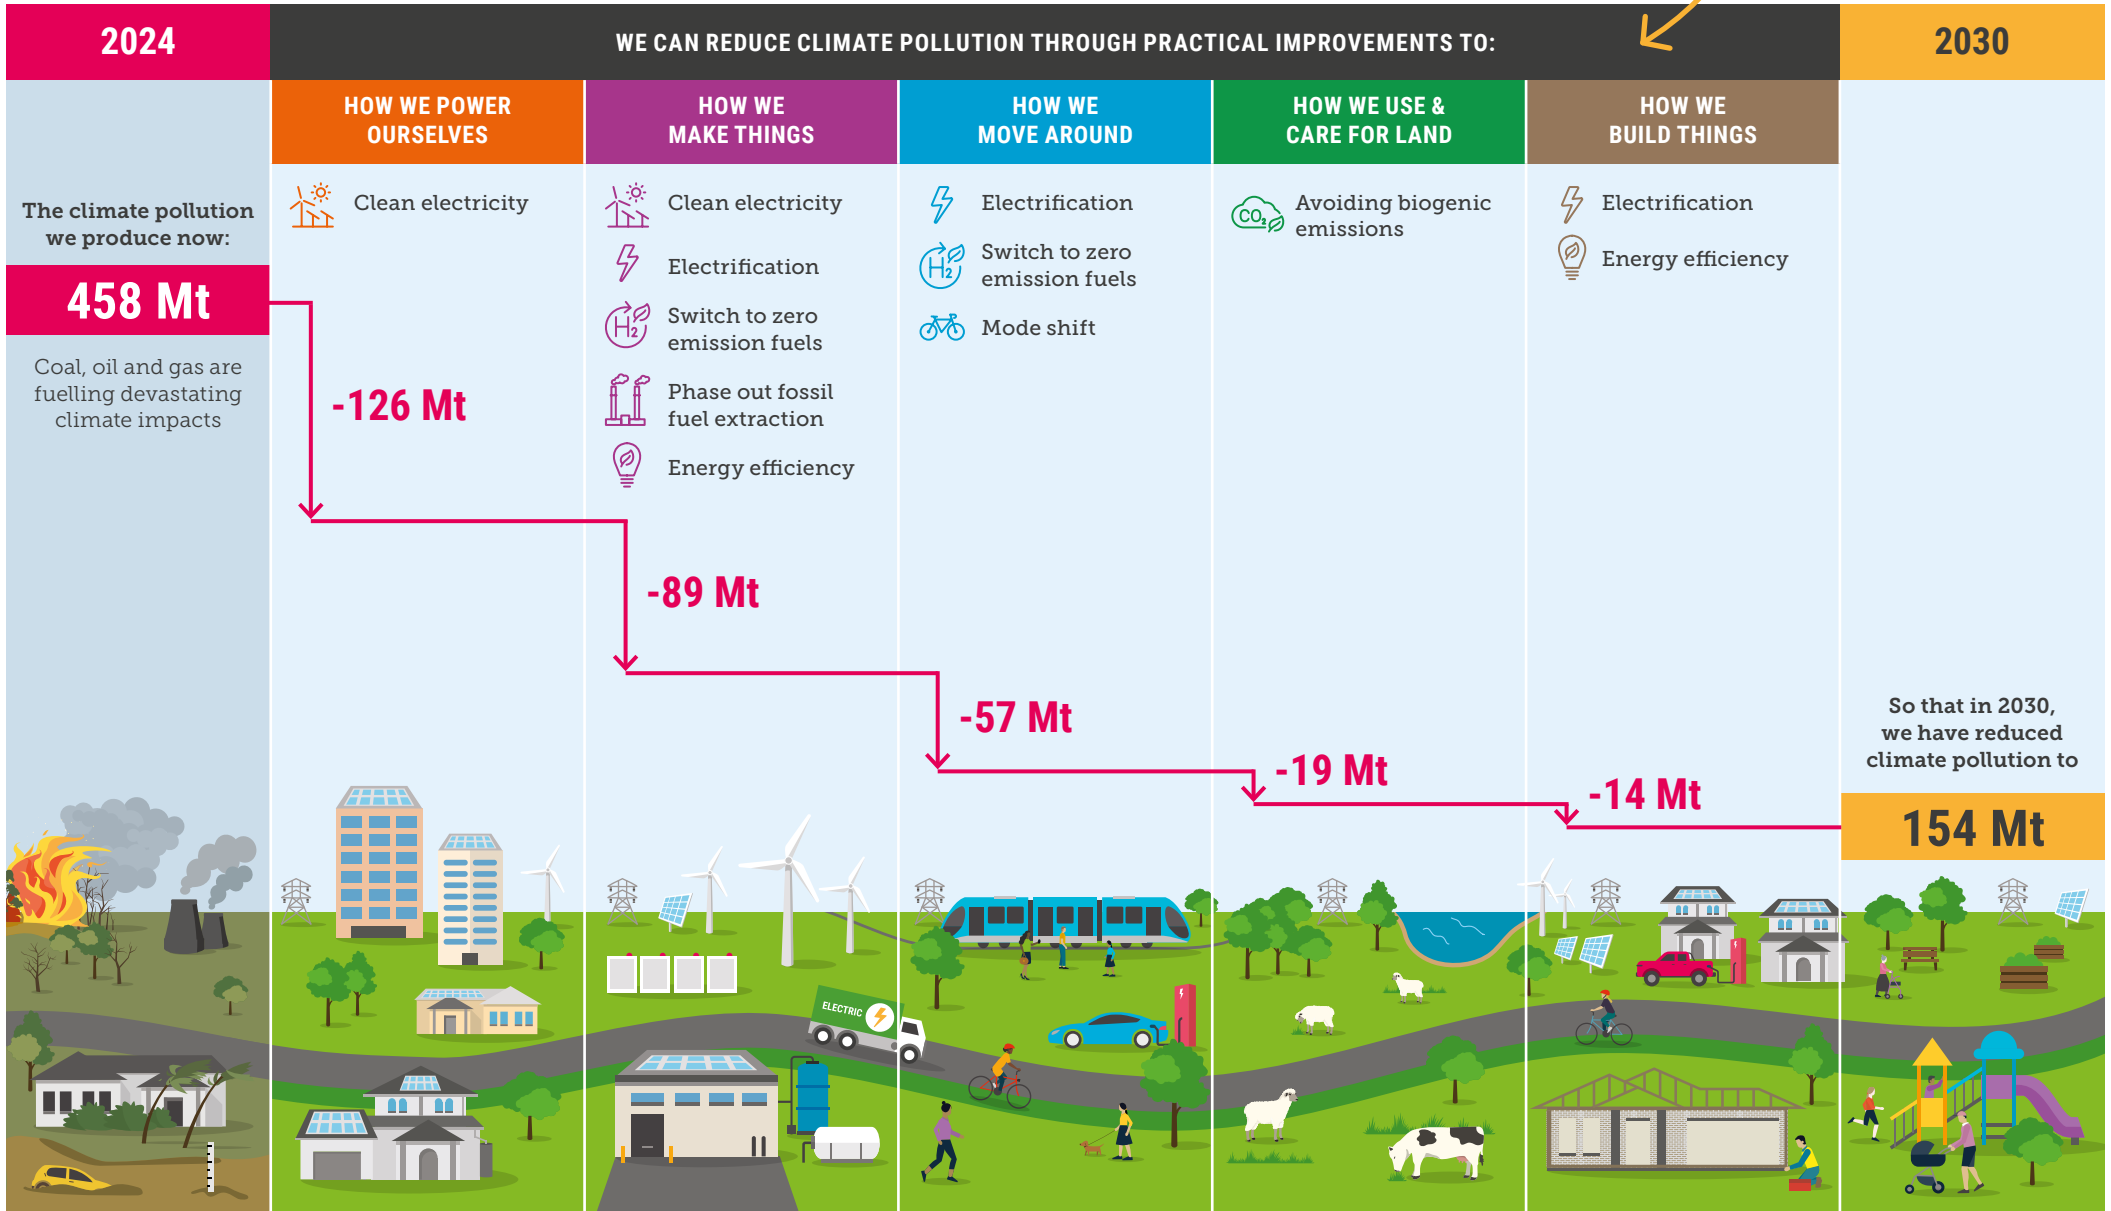 2024
WE CAN REDUCE CLIMATE POLLUTION THROUGH PRACTICAL IMPROVEMENTS TO:
2030
The climate pollution
we produce now:
458 Mt
Coal, oil and gas are
fuelling devastating
climate impacts
HOW WE POWER
OURSELVES
Clean electricity
-126 Mt
HOW WE
MAKE THINGS
Clean electricity
Electrification
H2
Switch to zero
emission fuels
Phase out fossil
fuel extraction
Energy efficiency
-89 Mt
ELECTRIC
HOW WE
MOVE AROUND
Electrification
H2
Switch to zero
emission fuels
Mode shift
-57 Mt
HOW WE USE &
CARE FOR LAND
CO2
Avoiding biogenic
emissions
-19 Mt
HOW WE
BUILD THINGS
Electrification
Energy efficiency
-14 Mt
So that in 2030,
we have reduced
climate pollution to
154 Mt